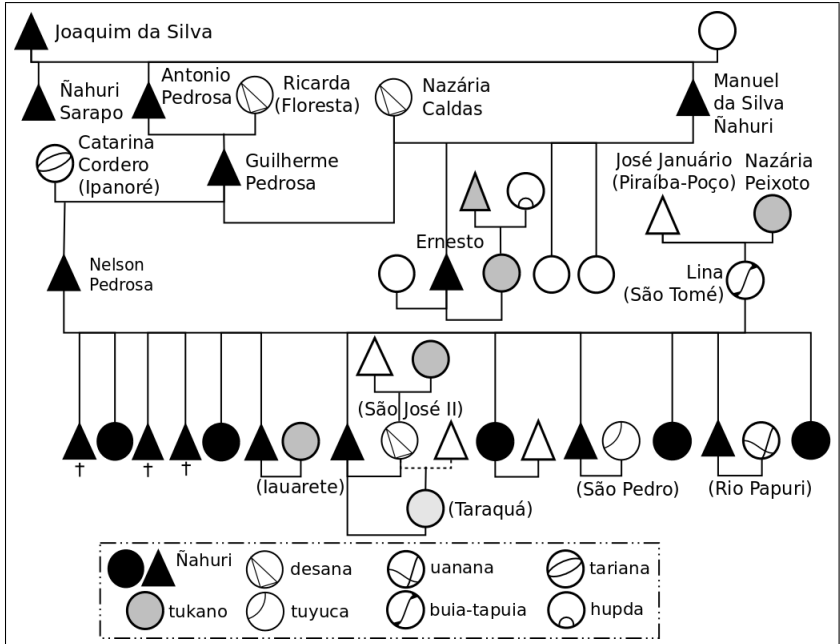 Joaquim da Silva
Ñahuri
Sarapo
Antonio
Pedrosa
Ricarda
(Floresta)
Nazária
Caldas
Manuel
da Silva
Ñahuri
Catarina
Cordero
(Ipanoré)
Guilherme
Pedrosa
José Januário
(Piraíba-Poço)
Nazária
Peixoto
Ernesto
Nelson
Pedrosa
Lina
(São Tomé)
(São José II)
†
†
†
(Iauarete)
(Taraquá)
(São Pedro)
(Rio Papuri)
Ñahuri
desana
uanana
tariana
tukano
tuyuca
buia-tapuia
hupda